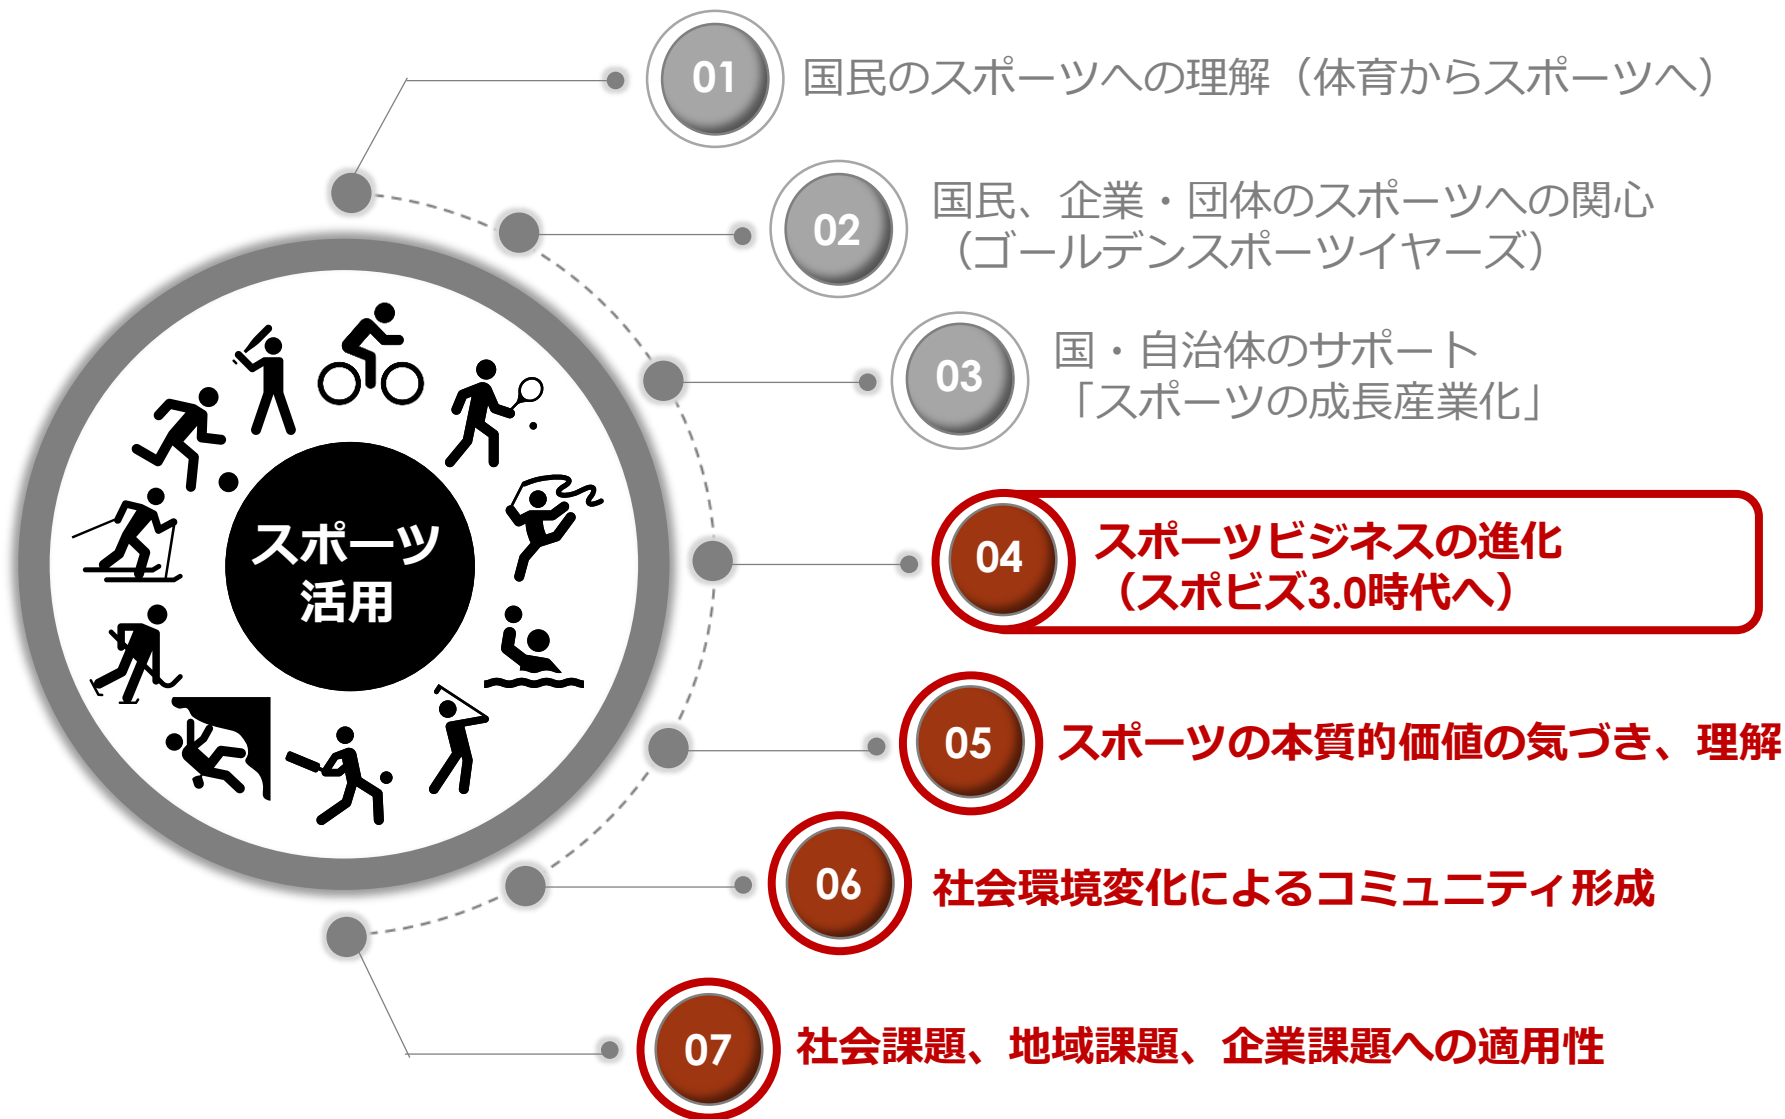 01
国民のスポーツへの理解（体育からスポーツへ）
02
国民、企業・団体のスポーツへの関心
（ゴールデンスポーツイヤーズ）
03
国・自治体のサポート
「スポーツの成長産業化」
スポーツ
活用
04
スポーツビジネスの進化
（スポビズ3.0時代へ）
05
スポーツの本質的価値の気づき、理解
06
社会環境変化によるコミュニティ形成
07
社会課題、地域課題、企業課題への適用性